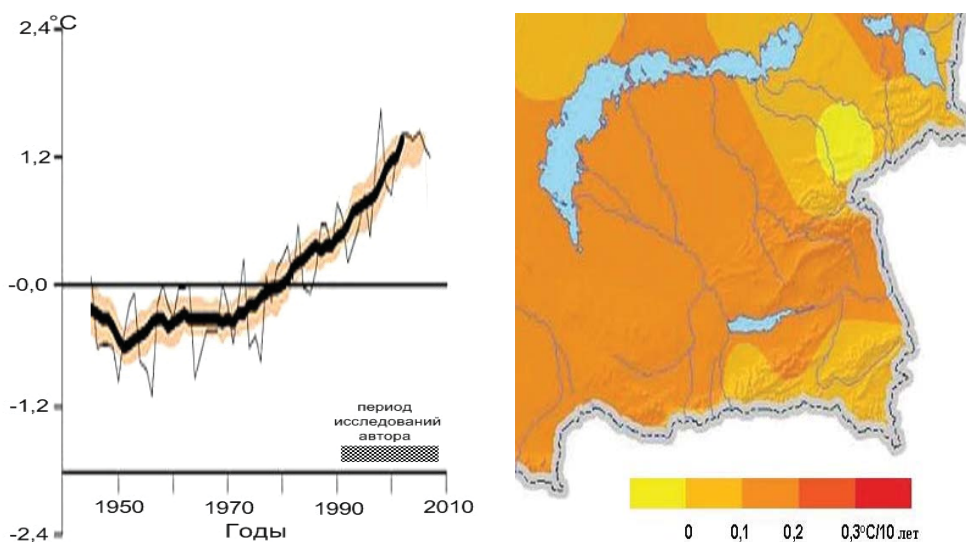 °C
2,4
1,2
-0,0
-1,2
-2,4
период
исследований
автора
1950 1970 1990 2010
Годы
0 0,1 0,2 0,3°C/10 лет